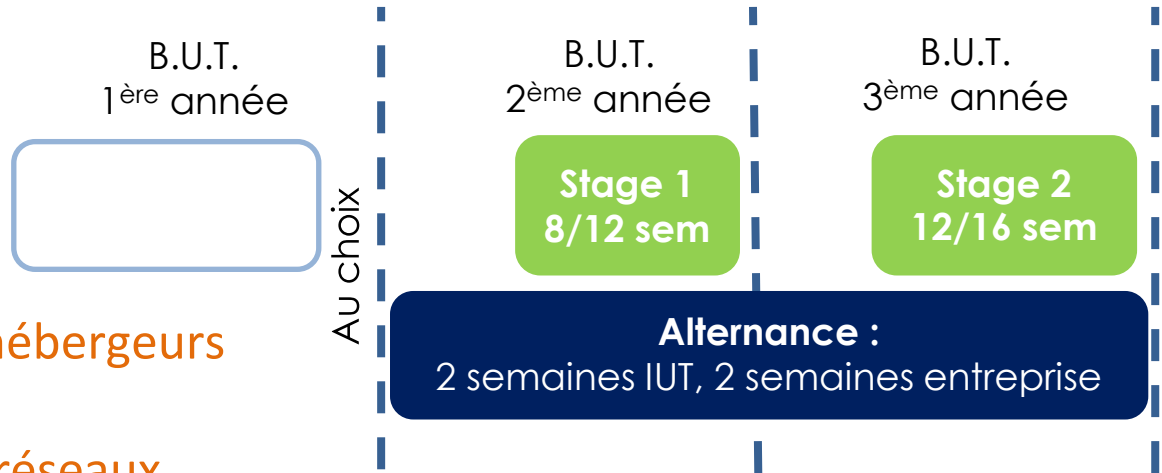 B.U.T.
1ère année
B.U.T.
2ème année
B.U.T.
3ème année
Au choix
Stage 1
8/12 sem
Stage 2
12/16 sem
Alternance :
2 semaines IUT, 2 semaines entreprise
hébergeurs
réseaux